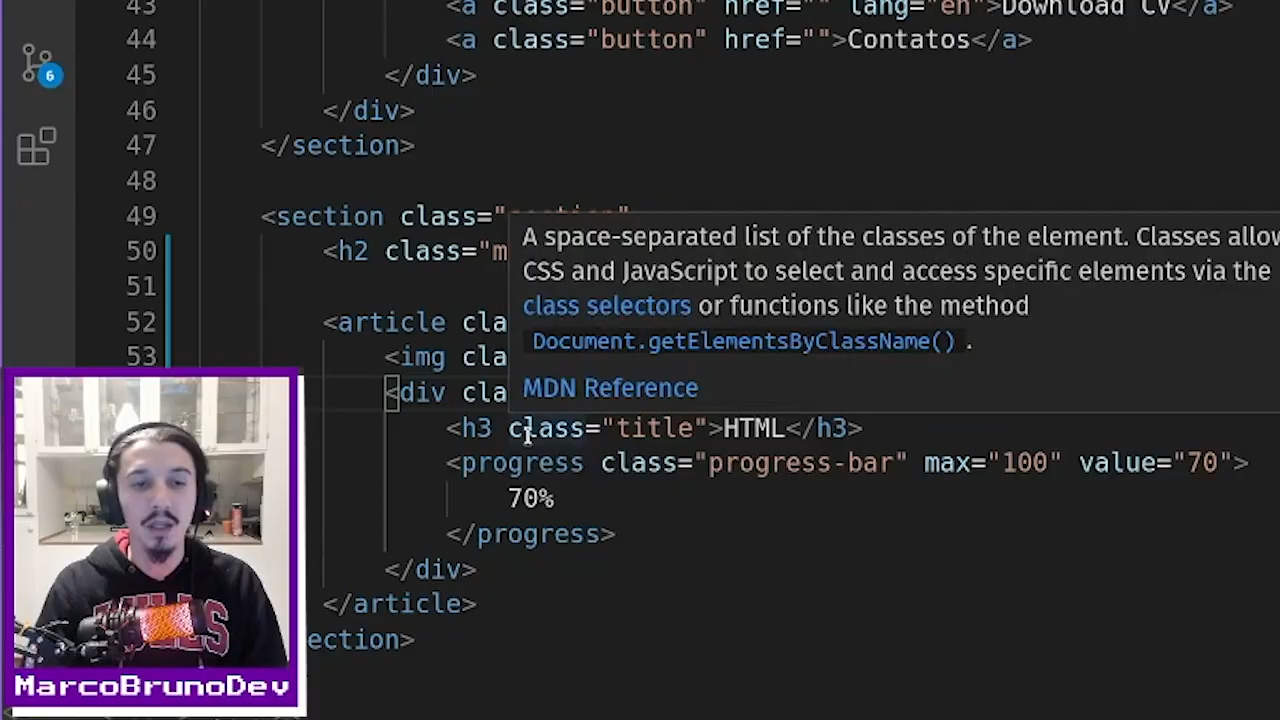 43 <a class="button" href="" lang="en">Download CV</a>
44 <a class="button" href="">Contatos</a>
6
45 </div>
46 </div>
47 </section>
48
49 <section class="
50 <h2 class="m
51
52 <article cla
53 <img cla
<div cla
A space-separated list of the classes of the element. Classes allow
CSS and JavaScript to select and access specific elements via the
class selectors or functions like the method
Document.getElementsByClassName() .
MDN Reference
<h3 class="title">HTML</h3>
<progress class="progress-bar" max="100" value="70">
70%
</progress>
</div>
</article>
ection>
MarcoBrunoDev